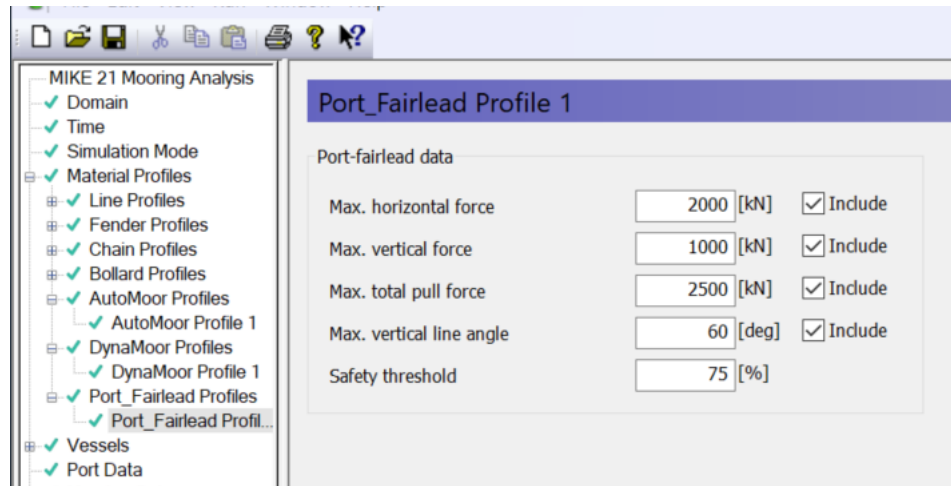 MIKE 21 Mooring Analysis
Domain
Time
Simulation Mode
Material Profiles
Line Profiles
Fender Profiles
Chain Profiles
Bollard Profiles
AutoMoor Profiles
AutoMoor Profile 1
DynaMoor Profiles
DynaMoor Profile 1
Port_Fairlead Profiles
Port_Fairlead Profil...
Vessels
Port Data
Port_Fairlead Profile 1
Port-fairlead data
Max. horizontal force 2000 [kN] Include
Max. vertical force 1000 [kN] Include
Max. total pull force 2500 [kN] Include
Max. vertical line angle 60 [deg] Include
Safety threshold 75 [%]